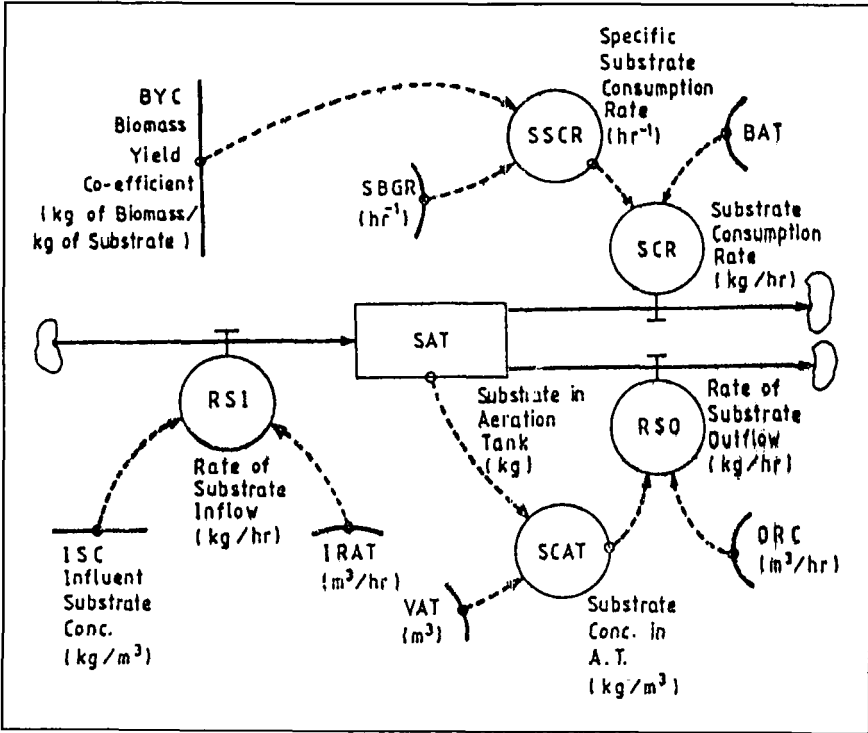 BYC
Biomass
Yield
Co-efficient
(kg of Biomass/
kg of Substrate)
SBGR
(hr⁻¹)
SSCR
Specific
Substrate
Consumption
Rate
(hr⁻¹)
BAT
SCR
Substrate
Consumption
Rate
(kg/hr)
SAT
Substrate in
Aeration
Tank
(kg)
RSI
Rate of
Substrate
Inflow
(kg/hr)
RSO
Rate of
Substrate
Outflow
(kg/hr)
ISC
Influent
Substrate
Conc.
(kg/m³)
IRAT
(m³/hr)
VAT
(m³)
SCAT
Substrate
Conc. in
A.T.
(kg/m³)
ORC
(m³/hr)